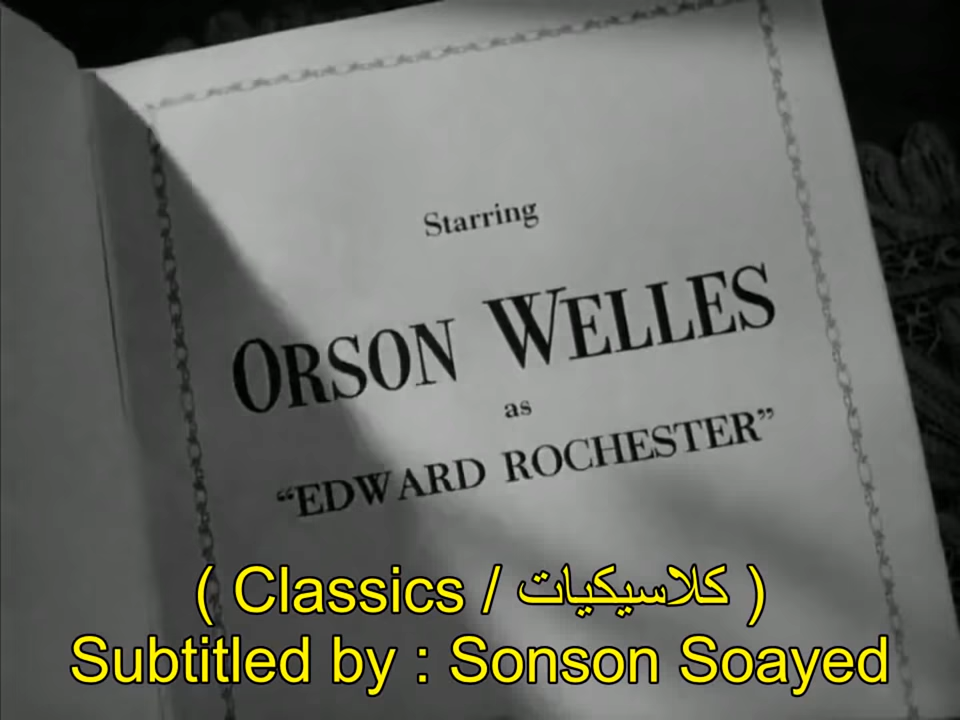 Starring
ORSON WELLES
as
“EDWARD ROCHESTER”
( Classics / كلاسيكيات )
Subtitled by : Sonson Soayed